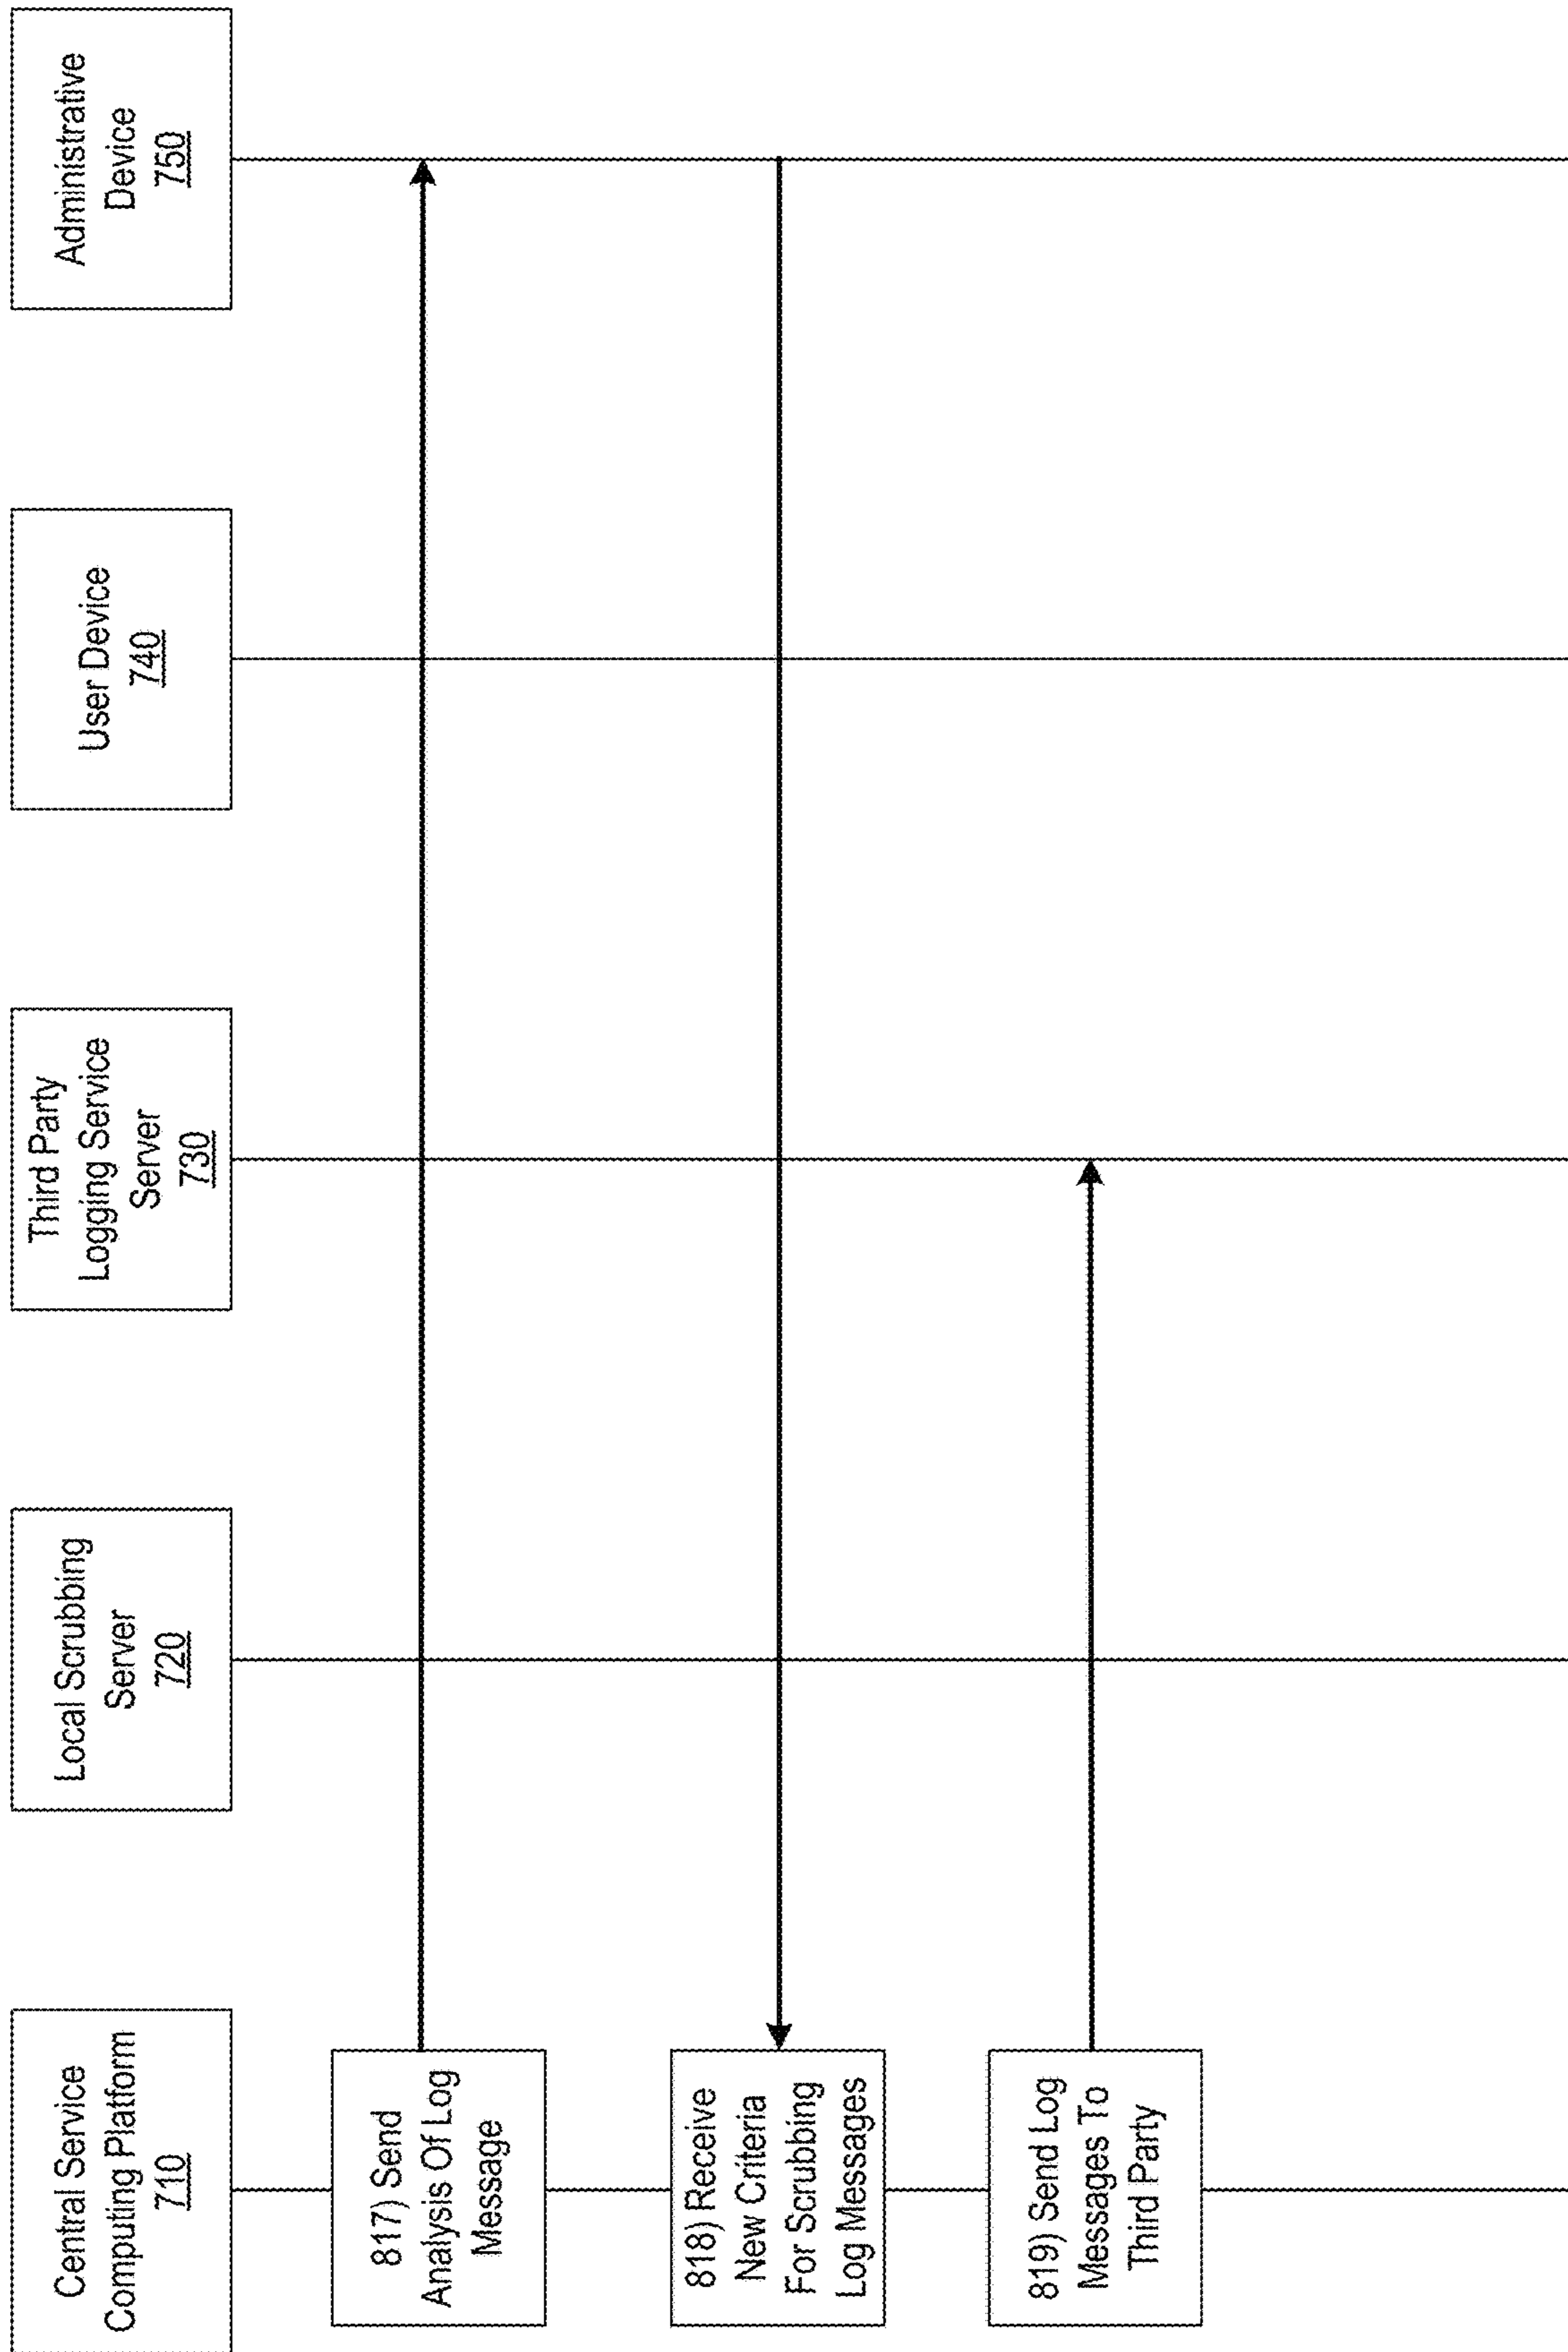 Central Service
Computing Platform
710
Local Scrubbing
Server
720
Third Party
Logging Service
Server
730
User Device
740
Administrative
Device
750
817) Send
Analysis Of Log
Message
818) Receive
New Criteria
For Scrubbing
Log Messages
819) Send Log
Messages To
Third Party